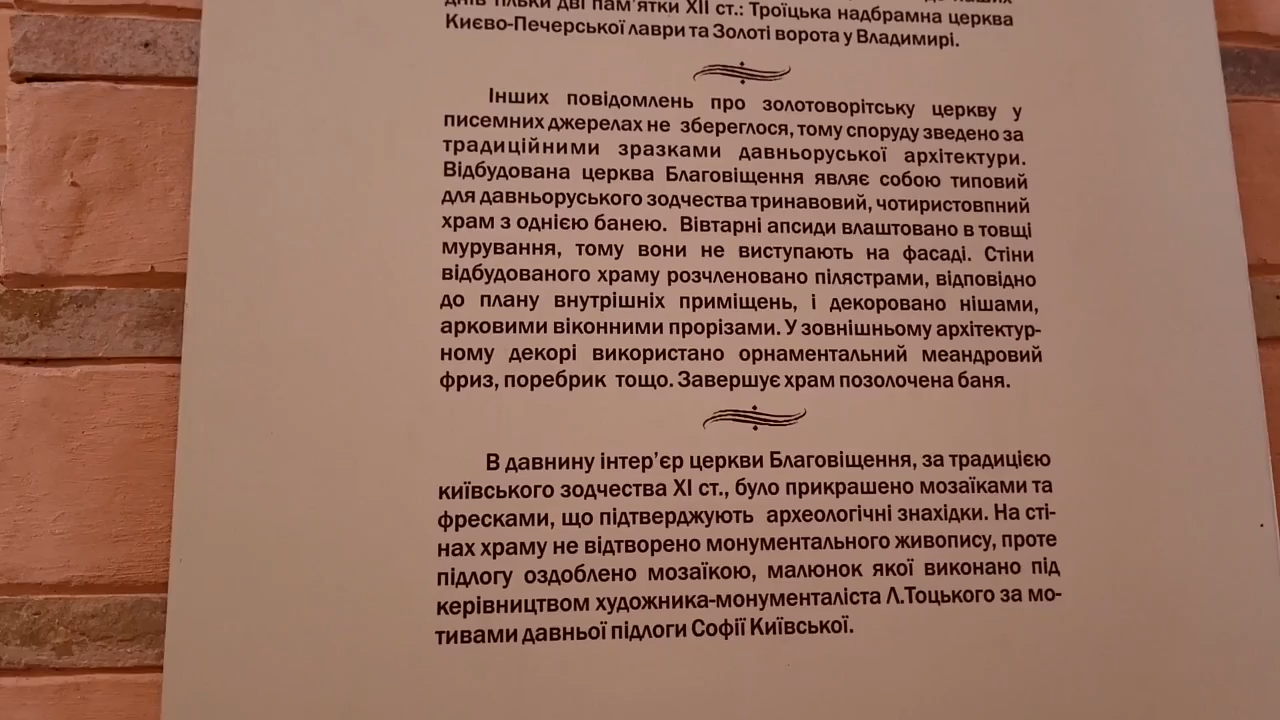 днів тільки дві пам'ятки XII ст.: Троїцька надбрамна церква
Києво-Печерської лаври та Золоті ворота у Владимирі.
Інших повідомлень про золотоворітську церкву у
писемних джерелах не збереглося, тому споруду зведено за
традиційними зразками давньоруської архітектури.
Відбудована церква Благовіщення являє собою типовий
для давньоруського зодчества тринавовий, чотиристовпний
храм з однією банею. Вівтарні апсиди влаштовано в товщі
мурування, тому вони не виступають на фасаді. Стіни
відбудованого храму розчленовано пілястрами, відповідно
до плану внутрішніх приміщень, і декоровано нішами,
арковими віконними прорізами. У зовнішньому архітектур-
ному декорі використано орнаментальний меандровий
фриз, поребрик тощо. Завершує храм позолочена баня.
В давнину інтер'єр церкви Благовіщення, за традицією
київського зодчества XI ст., було прикрашено мозаїками та
фресками, що підтверджують археологічні знахідки. На сті-
нах храму не відтворено монументального живопису, проте
підлогу оздоблено мозаїкою, малюнок якої виконано під
керівництвом художника-монументаліста Л.Тоцького за мо-
тивами давньої підлоги Софії Київської.